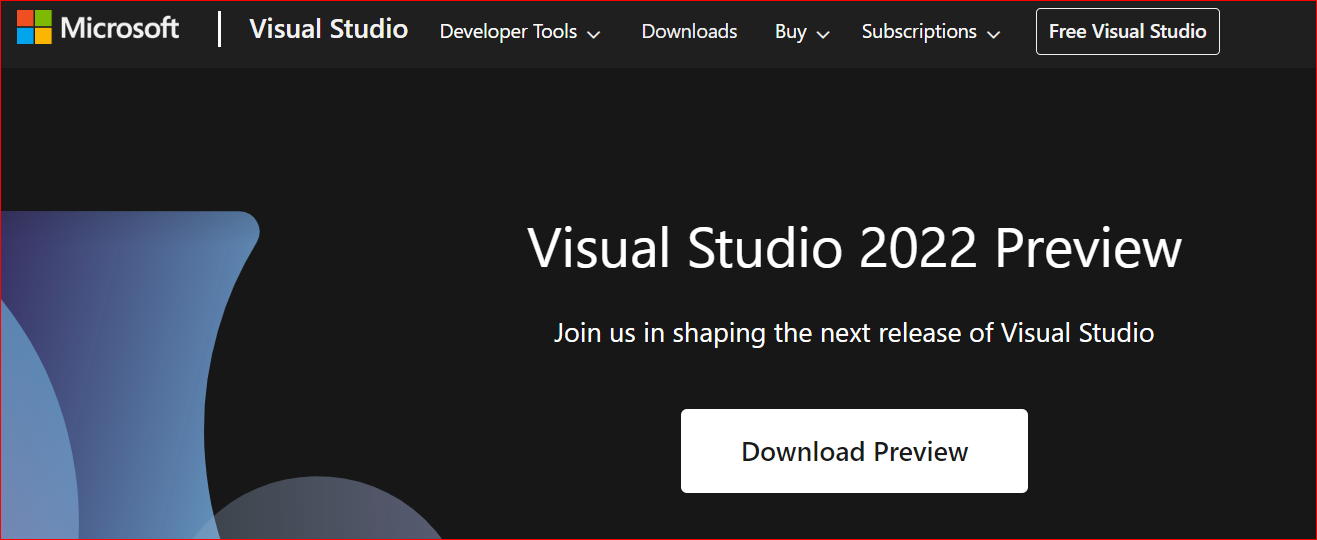 Microsoft Visual Studio Developer Tools Downloads Buy Subscriptions Free Visual Studio
Visual Studio 2022 Preview
Join us in shaping the next release of Visual Studio
Download Preview